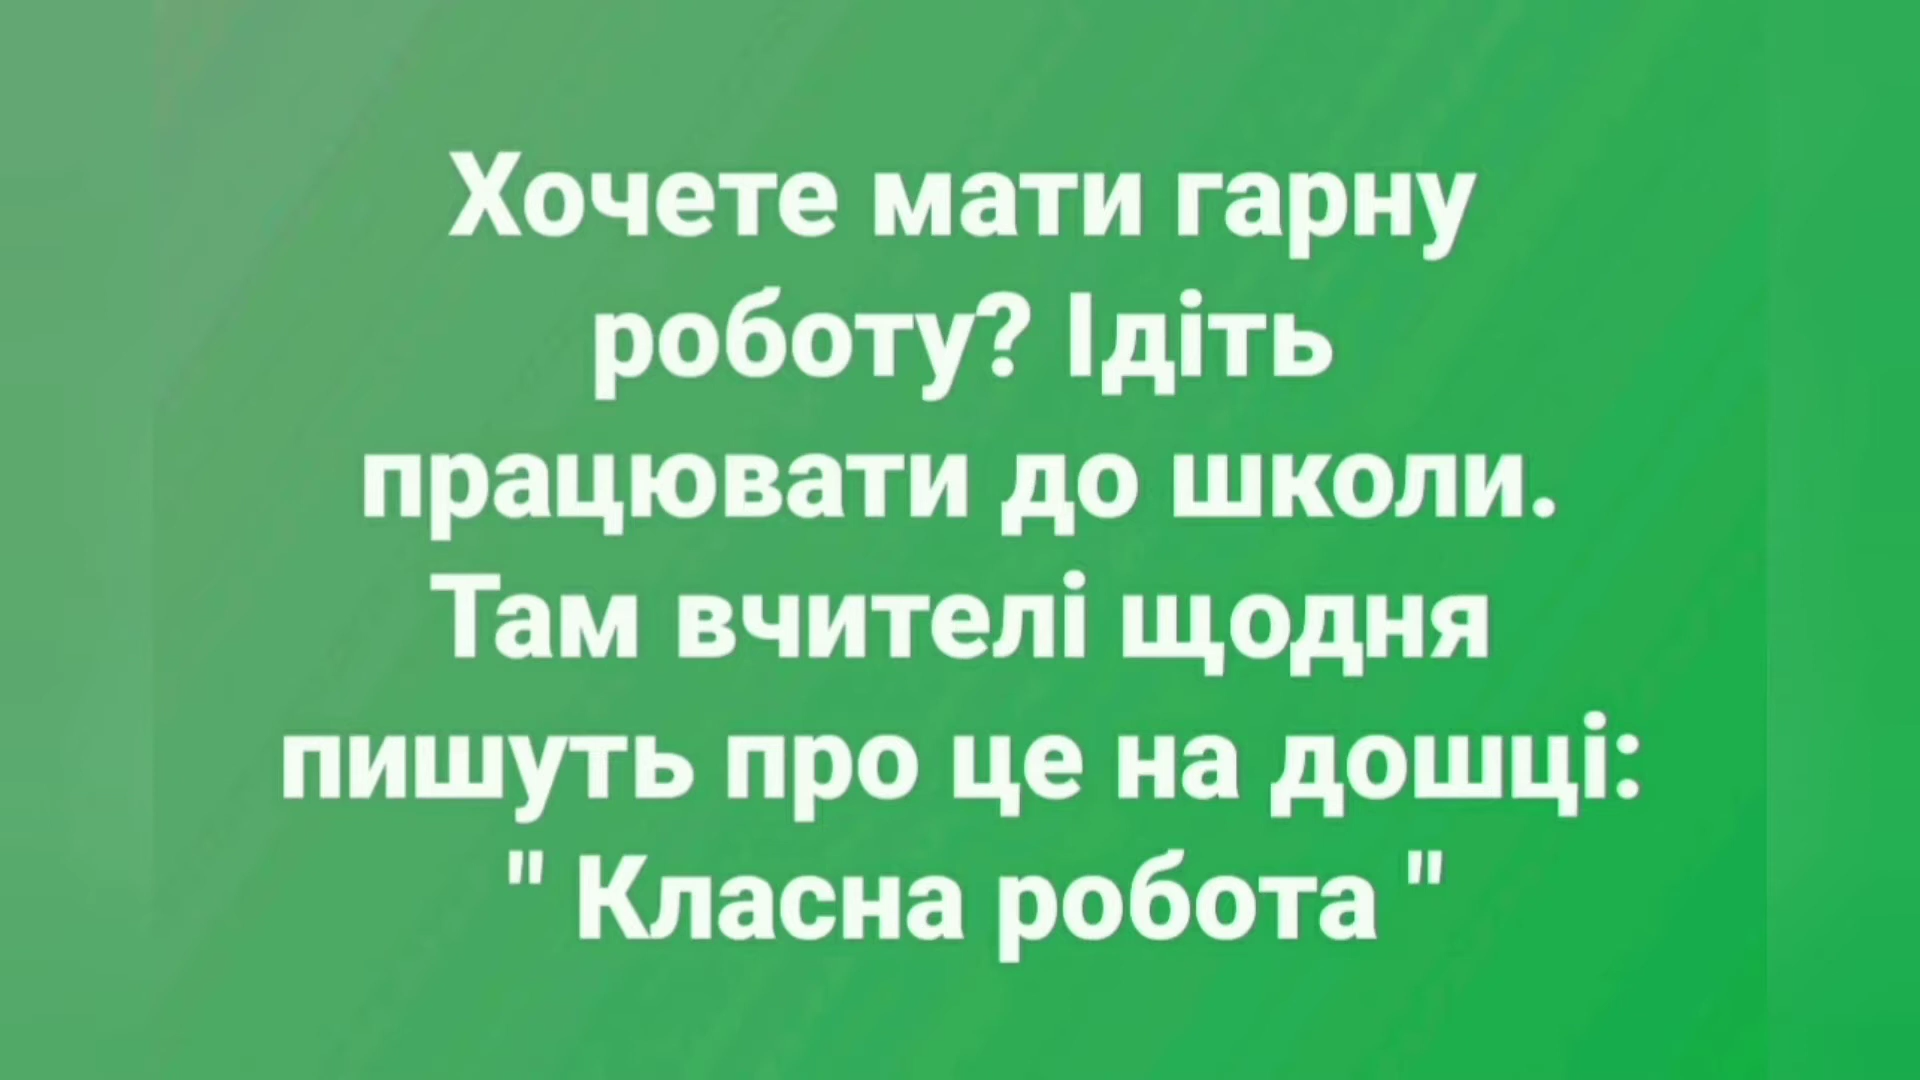 Хочете мати гарну
роботу? Ідіть
працювати до школи.
Там вчителі щодня
пишуть про це на дошці:
" Класна робота "